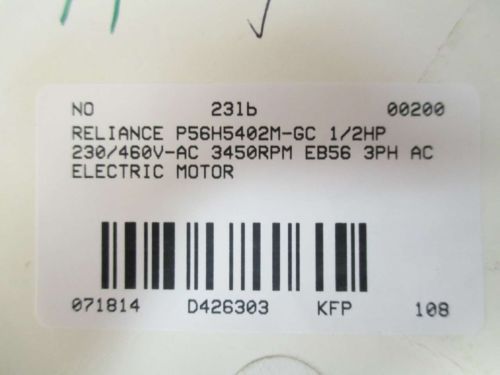 NO 23lb 00200
RELIANCE P56H5402M-GC 1/2HP
230/460V-AC 3450RPM EB56 3PH AC
ELECTRIC MOTOR
071814 D426303 KFP 108